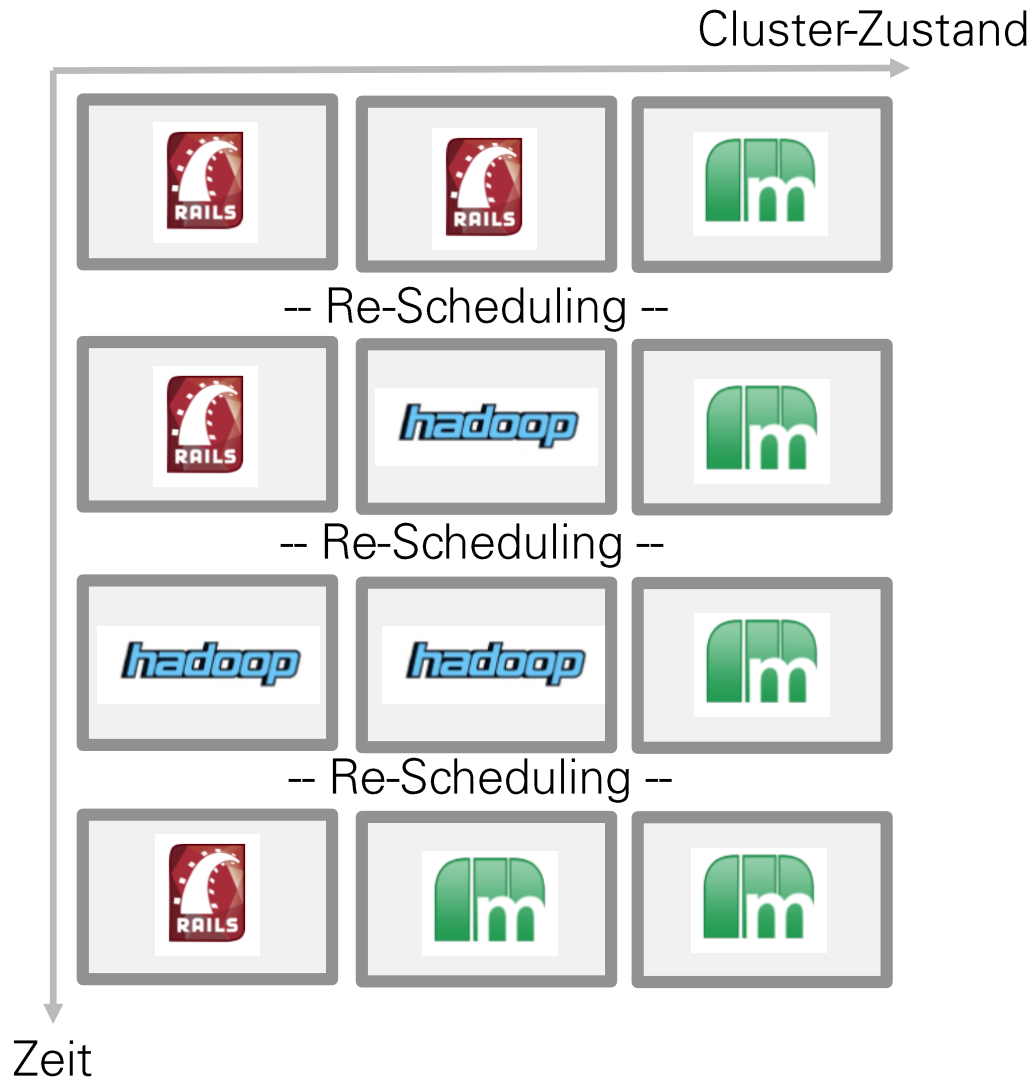 Cluster-Zustand
RAILS
RAILS
m
-- Re-Scheduling --
RAILS
hadoop
m
-- Re-Scheduling --
hadoop
hadoop
m
-- Re-Scheduling --
RAILS
m
m
Zeit